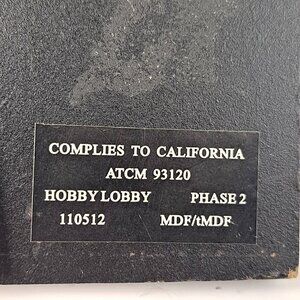 COMPLIES TO CALIFORNIA
ATCM 93120
HOBBY LOBBY PHASE 2
110512 MDF/tMDF